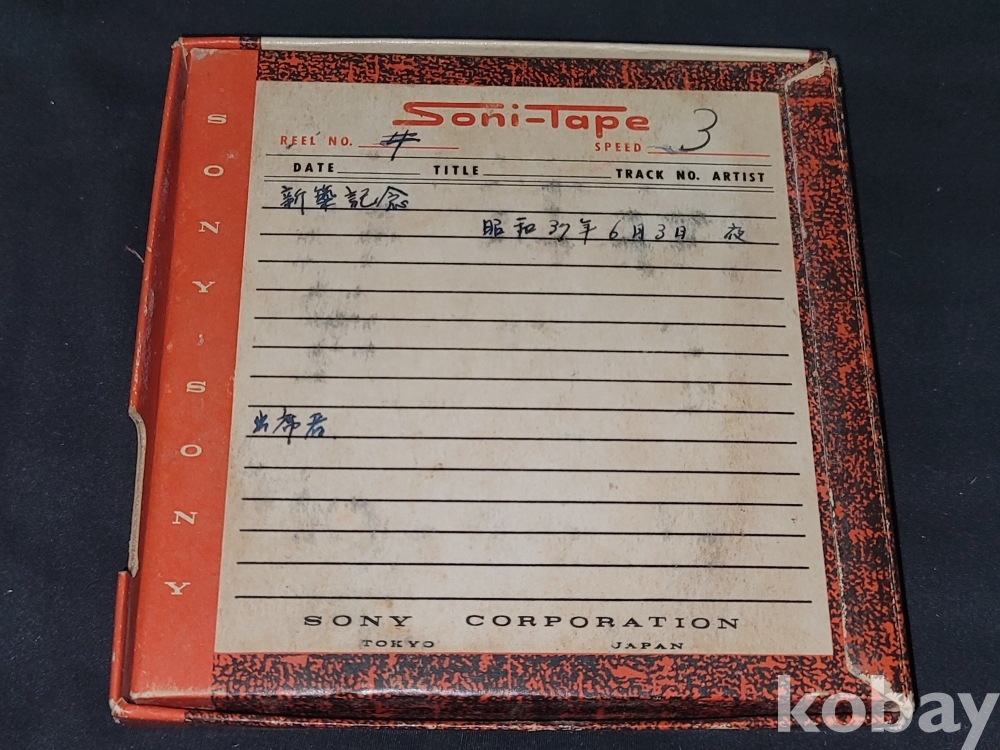 SONY SONY
Soni-Tape
REEL NO. # SPEED 3
DATE TITLE TRACK NO. ARTIST
新築記念
昭和37年6月3日 夜
出席者
SONY CORPORATION
TOKYO JAPAN
kobay